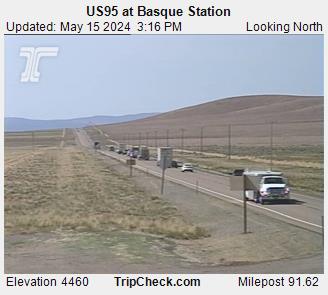 US95 at Basque Station
Updated: May 15 2024 3:16 PM Looking North
Elevation 4460 TripCheck.com Milepost 91.62